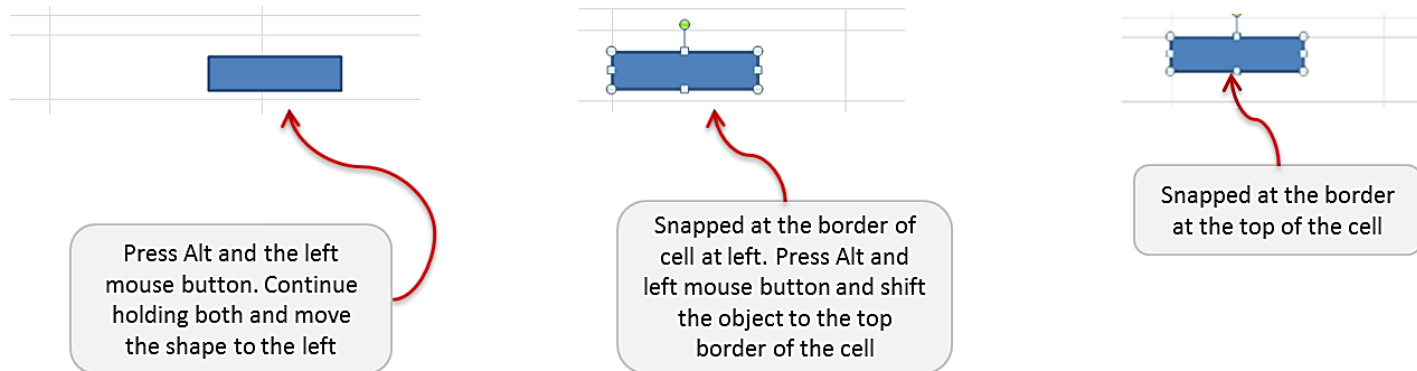 Press Alt and the left
mouse button. Continue
holding both and move
the shape to the left
Snapped at the border of
cell at left. Press Alt and
left mouse button and shift
the object to the top
border of the cell
Snapped at the border
at the top of the cell